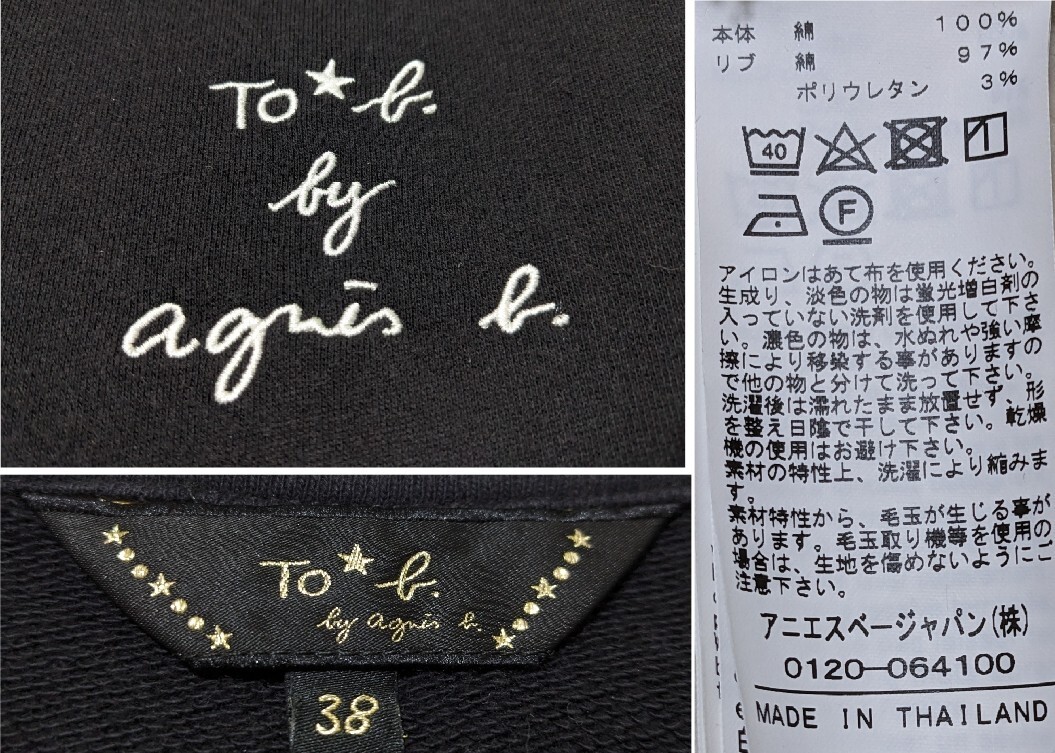 To★b.
by
agnès b.
To★b.
by agnès b.
38
本体 綿 100%
リブ 綿 97%
ポリウレタン 3%
40
F
アイロンはあて布を使用ください。
生成り、淡色の物は蛍光増白剤の
入っていない洗剤を使用して下さ
い。濃色の物は、水ぬれや強い摩
擦により移染する事がありますの
で他の物と分けて洗って下さい。
洗濯後は濡れたまま放置せず、形
を整え日陰で干して下さい。乾燥
機の使用はお避け下さい。
素材の特性上、洗濯により縮みま
す。
素材特性から、毛玉が生じる事が
あります。毛玉取り機等を使用の
場合は、生地を傷めないようにご
注意下さい。
アニエスベージャパン(株)
0120-064100
MADE IN THAILAND